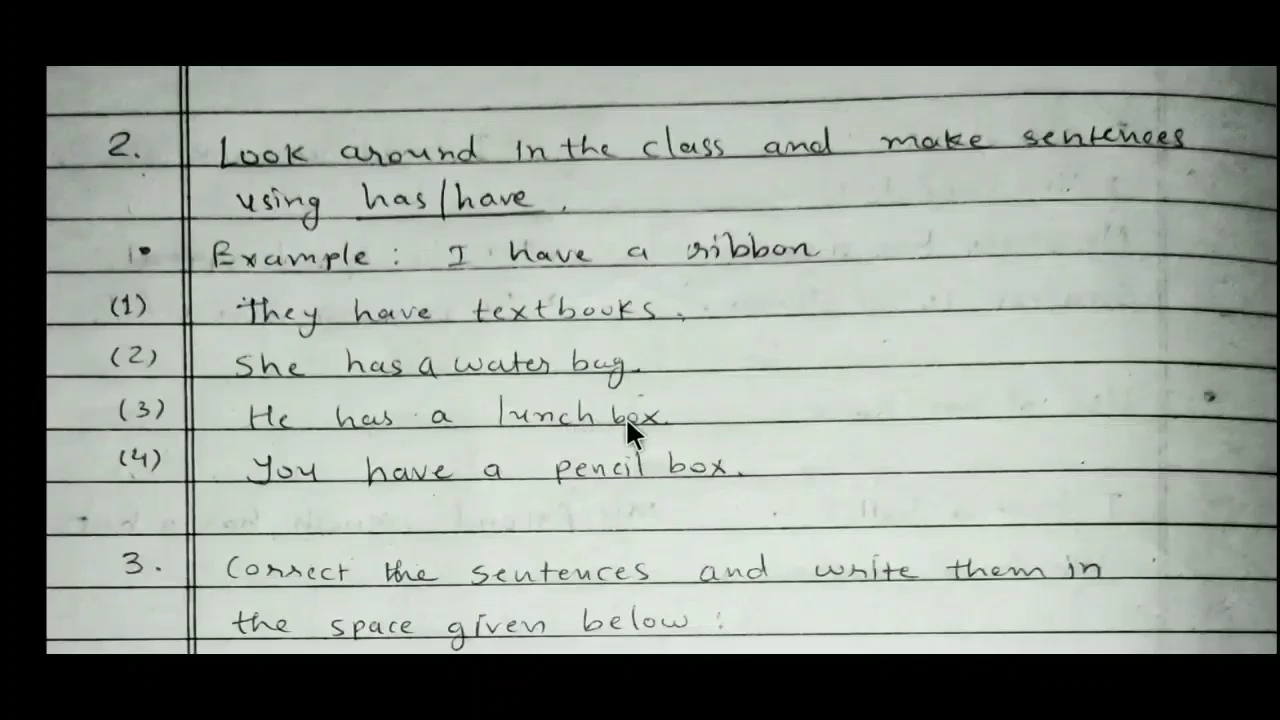 2. Look around in the class and make sentences
using has/have.
Example: I have a ribbon
(1) They have textbooks.
(2) She has a water bag.
(3) He has a lunch box.
(4) You have a pencil box.
3. Correct the sentences and write them in
the space given below: